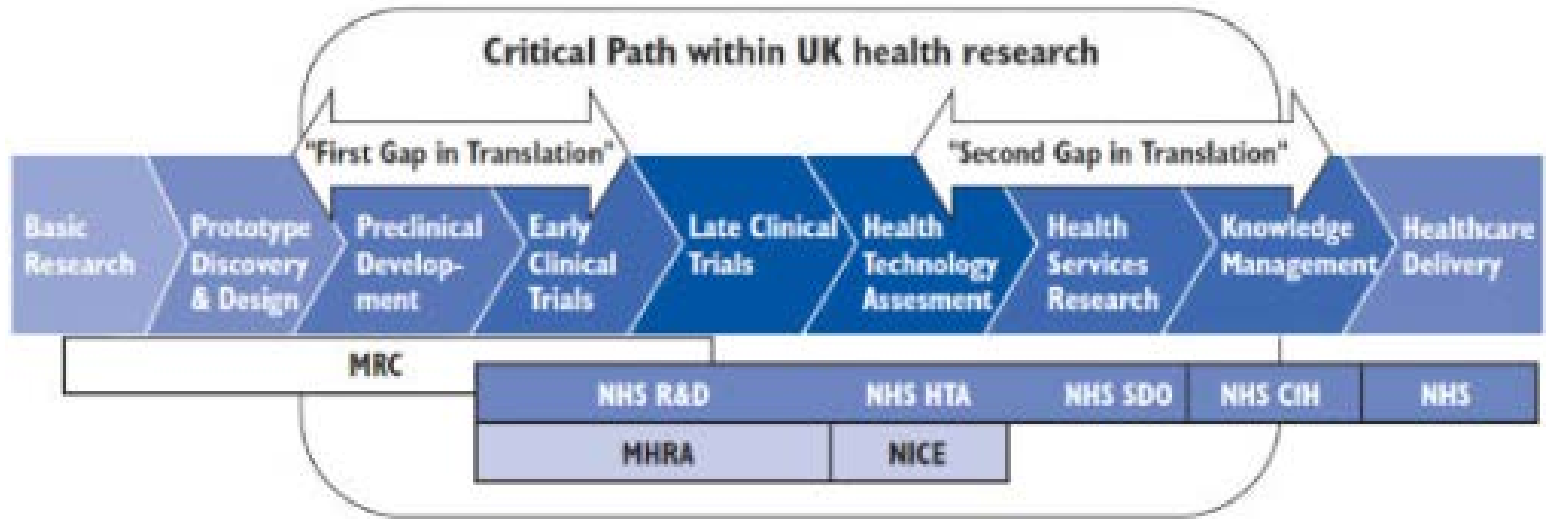 Critical Path within UK health research
"First Gap in Translation"
"Second Gap in Translation"
Basic
Research
Prototype
Discovery
& Design
Preclinical
Develop-
ment
Early
Clinical
Trials
Late Clinical
Trials
Health
Technology
Assesment
Health
Services
Research
Knowledge
Management
Healthcare
Delivery
MRC
NHS R&D
NHS HTA
NHS SDO
NHS CfH
NHS
MHRA
NICE